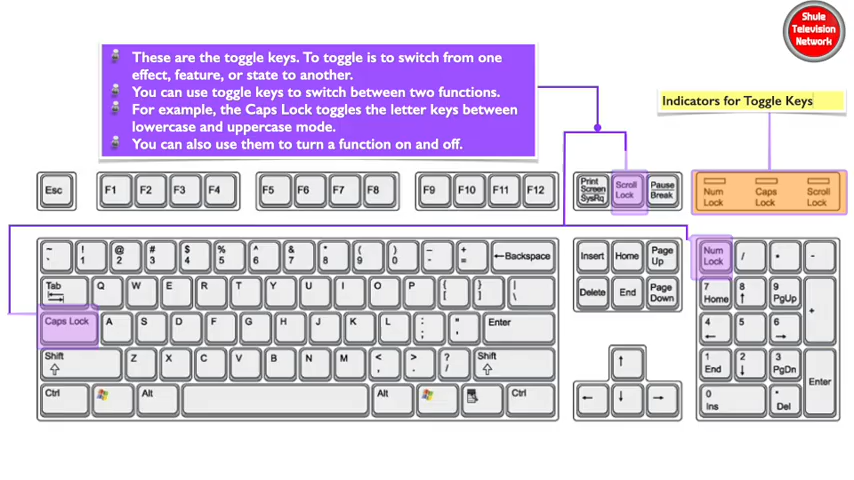 Shule
Television
Network
These are the toggle keys. To toggle is to switch from one
effect, feature, or state to another.
You can use toggle keys to switch between two functions.
For example, the Caps Lock toggles the letter keys between
lowercase and uppercase mode.
You can also use them to turn a function on and off.
Indicators for Toggle Keys
Esc F1 F2 F3 F4 F5 F6 F7 F8 F9 F10 F11 F12
Print
Screen
SysRq
Scroll
Lock
Pause
Break
Num
Lock
Caps
Lock
Scroll
Lock
~ ! @ # $ % ^ & * ( ) _ +
` 1 2 3 4 5 6 7 8 9 0 - = ←Backspace
Insert Home Page
Up
Num
Lock
/ * -
Tab Q W E R T Y U I O P { } |
[ ] \
Delete End Page
Down
7 8 9
Home ↑ PgUp +
Caps Lock A S D F G H J K L : " Enter
; '
4 5 6
← →
Shift Z X C V B N M < > ? Shift
, . /
↑
1 2 3
End ↓ PgDn Enter
Ctrl Alt Alt Ctrl
← ↓ →
0 .
Ins Del